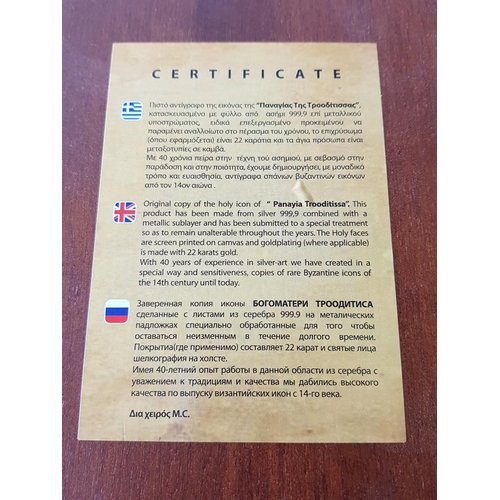 CERTIFICATE
Πιστό αντίγραφο της εικόνας της "Παναγίας Της Τροοδίτισσας",
κατασκευασμένο με φύλλο από ασήμι 999,9 επί μεταλλικού
υποστρώματος, ειδικά επεξεργασμένο προκειμένου να
παραμένει αναλλοίωτο στο πέρασμα του χρόνου, το επιχρύσωμα
(όπου εφαρμόζεται) είναι 22 καράτια και τα άγια πρόσωπα είναι
μεταξοτυπίες σε καμβά.
Με 40 χρόνια πείρα στην τέχνη τού ασημιού, με σεβασμό στην
παράδοση και στην ποιότητα, έχουμε δημιουργήσει, με μοναδικό
τρόπο και ευαισθησία, αντίγραφα σπάνιων βυζαντινών εικόνων
από τον 14ον αιώνα .
Original copy of the holy icon of " Panayia Trooditissa". This
product has been made from silver 999,9 combined with a
metallic sublayer and has been submitted to a special treatment
so as to remain unalterable throughout the years. The Holy faces
are screen printed on camvas and goldplating (where applicable)
is made with 22 karats gold.
With 40 years of experience in silver-art we have created in a
special way and sensitiveness, copies of rare Byzantine icons of
the 14th century until today.
Заверенная копия иконы БОГОМАТЕРИ ТРООДИТИСА
сделанные с листами из серебра 999.9 на металических
падложках специально обработанные для того чтобы
оставаться неизменным в течение долгого времени.
Покрытиа(где применимо) составляет 22 карат и святые лица
шелкография на холсте.
Имея 40-летний опыт работы в данной области из серебра с
уважением к традициям и качества мы дабились высокого
качества по выпуску византийских икон с 14-го века.
Δια χειρός M.C.